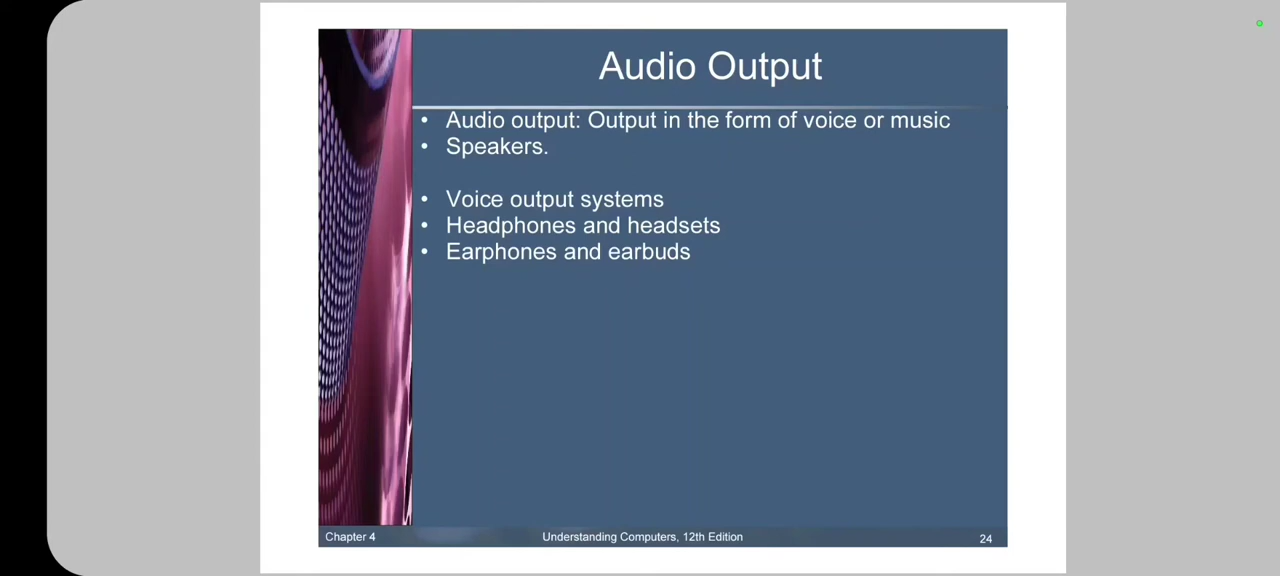 Audio Output
• Audio output: Output in the form of voice or music
• Speakers.
• Voice output systems
• Headphones and headsets
• Earphones and earbuds
Chapter 4
Understanding Computers, 12th Edition
24